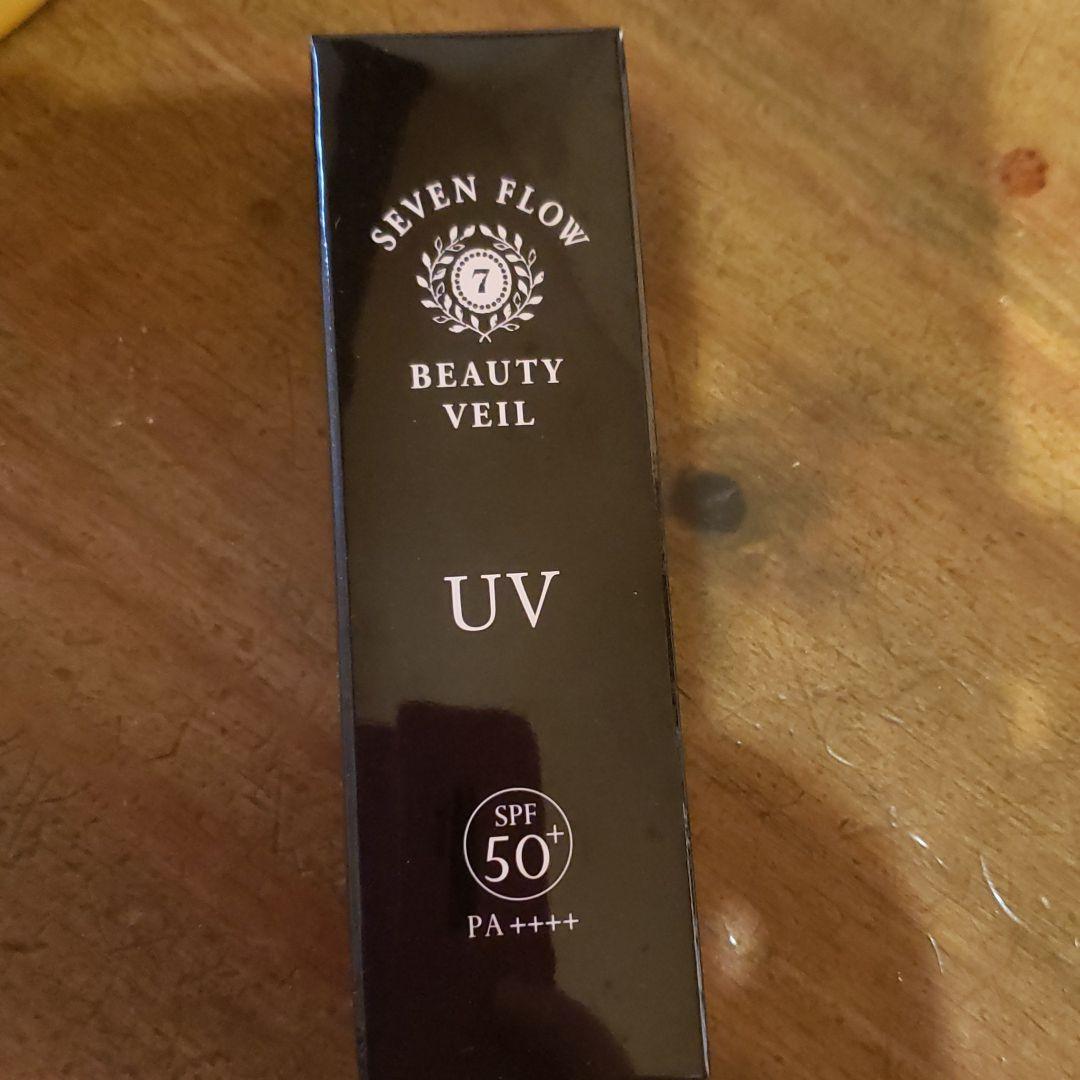 SEVEN FLOW
7
BEAUTY
VEIL
UV
SPF
50+
PA++++